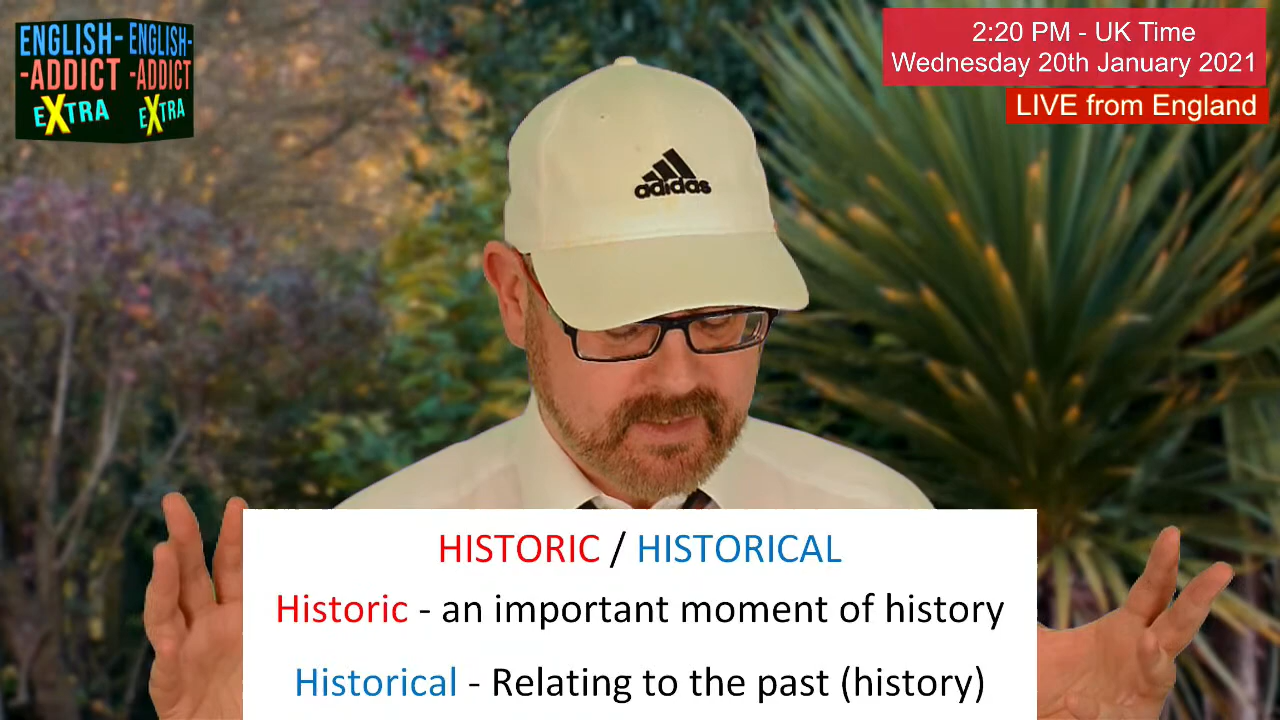 ENGLISH- ENGLISH-
-ADDICT -ADDICT
EXTRA EXTRA
2:20 PM - UK Time
Wednesday 20th January 2021
LIVE from England
adidas
HISTORIC / HISTORICAL
Historic - an important moment of history
Historical - Relating to the past (history)